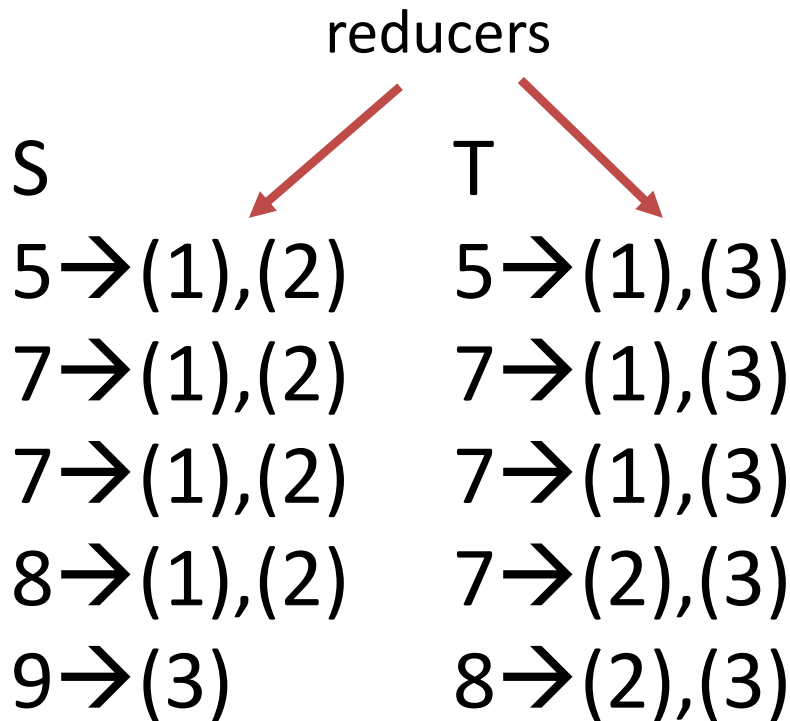 reducers
S T
5→(1),(2) 5→(1),(3)
7→(1),(2) 7→(1),(3)
7→(1),(2) 7→(1),(3)
8→(1),(2) 7→(2),(3)
9→(3) 8→(2),(3)